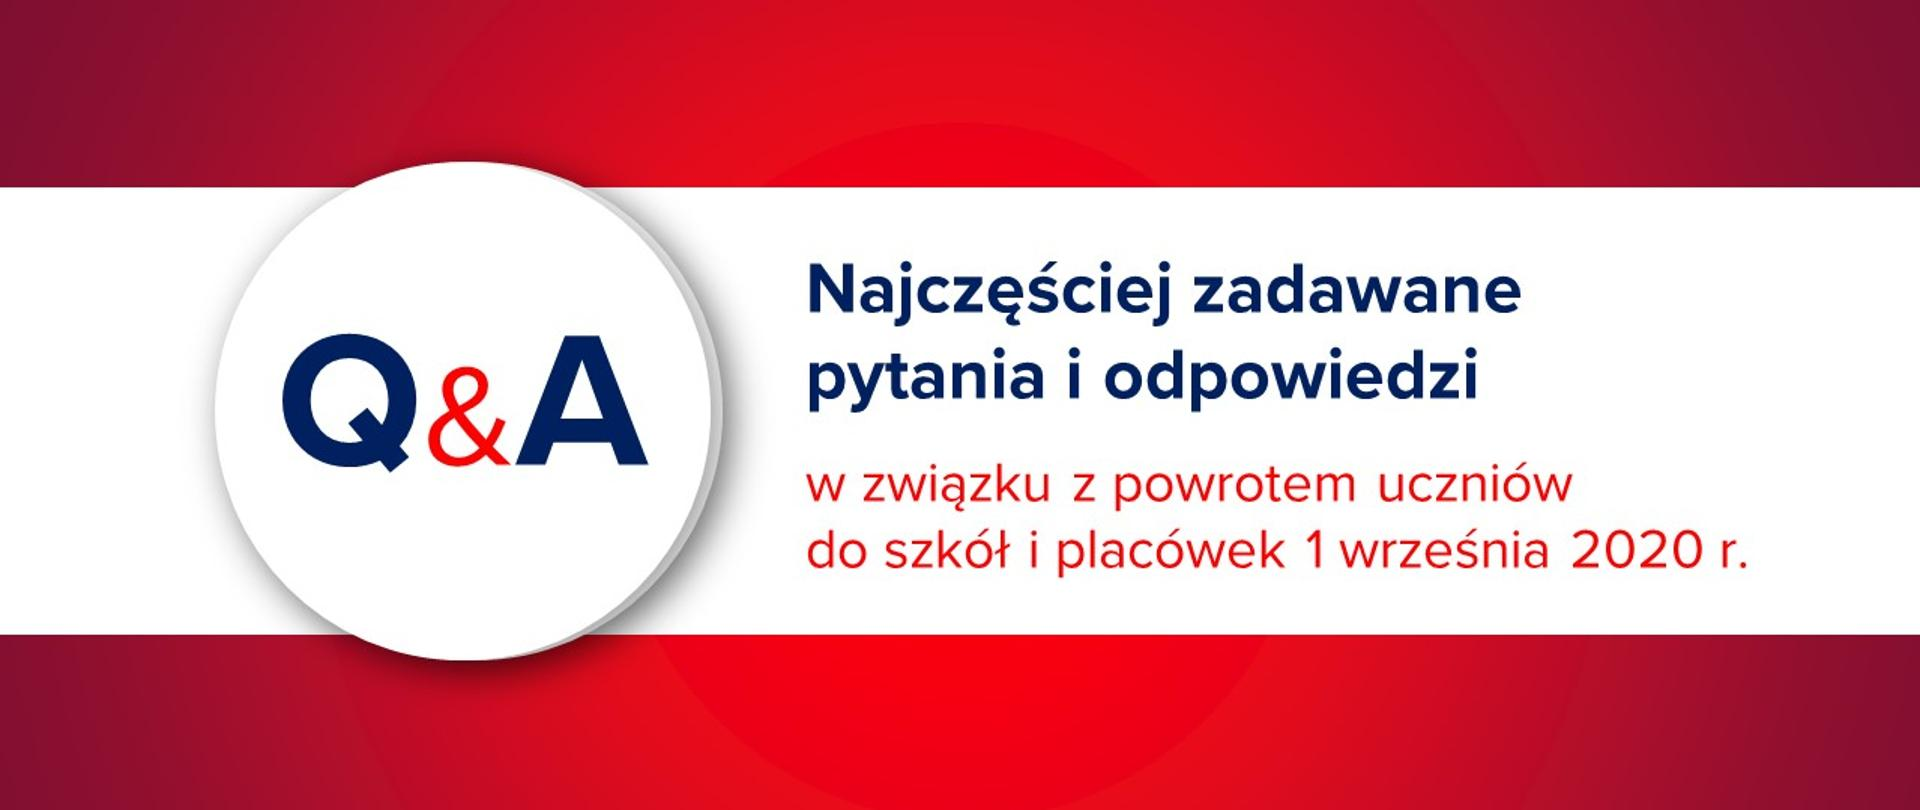 Q&A
Najczęściej zadawane
pytania i odpowiedzi
w związku z powrotem uczniów
do szkół i placówek 1 września 2020 r.